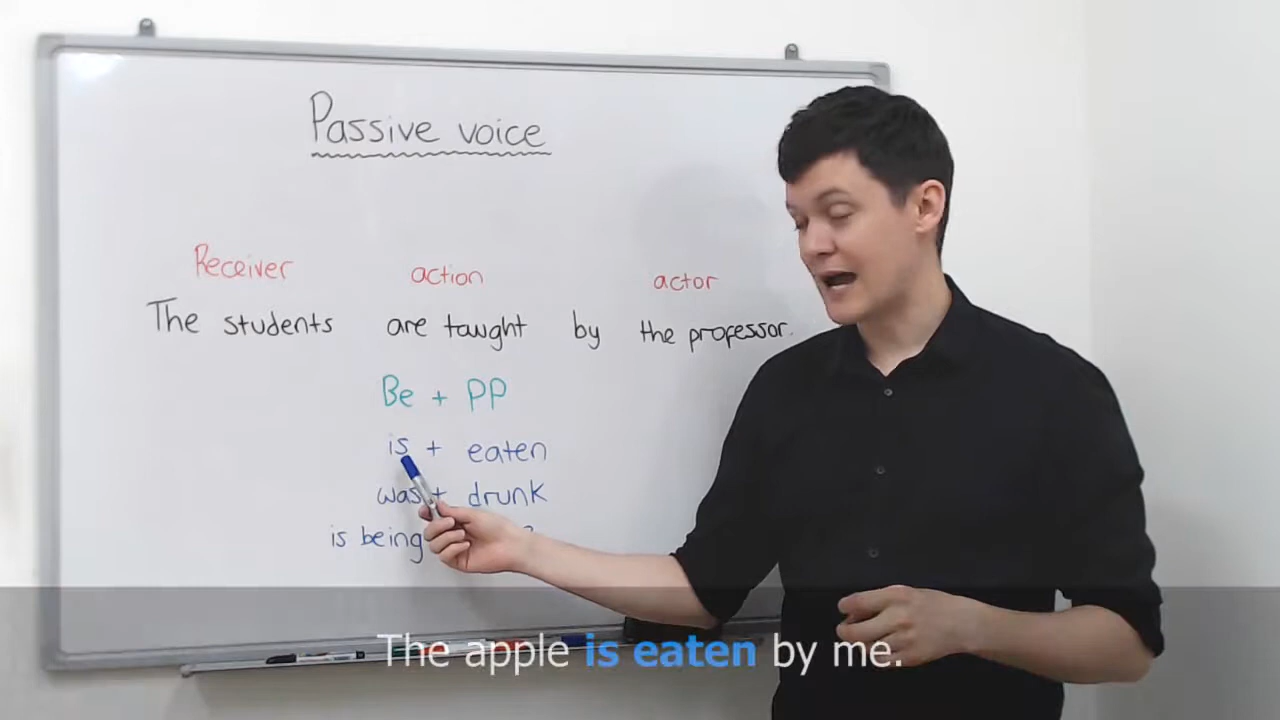 Passive voice
Receiver action actor
The students are taught by the professor.
Be + PP
is + eaten
was + drunk
is being
The apple is eaten by me.